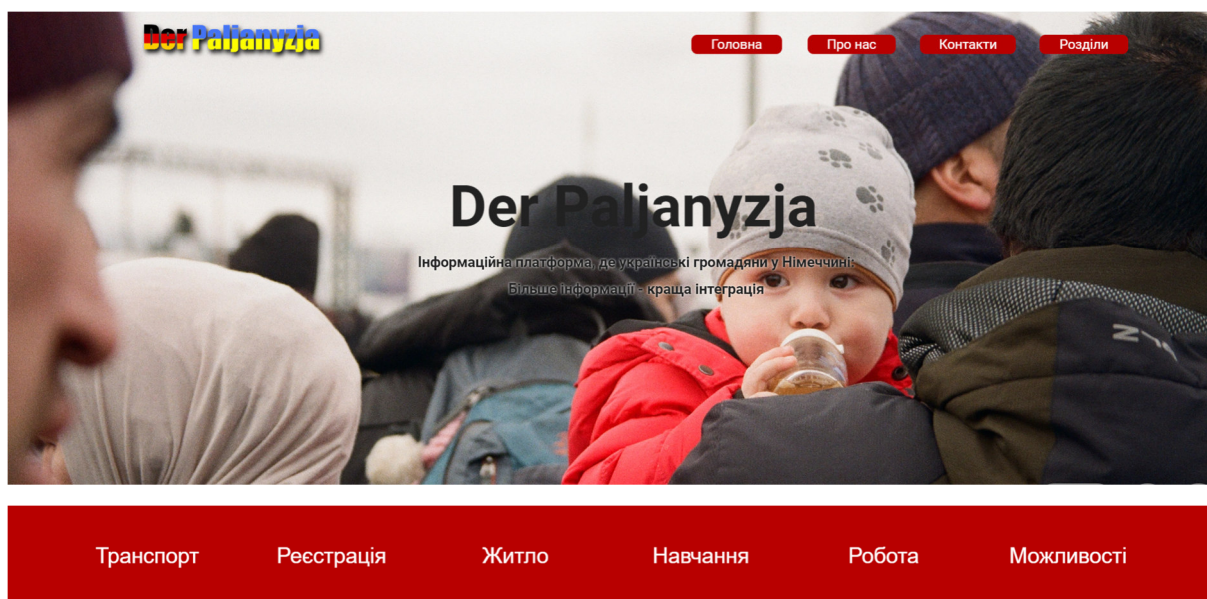 Der Paljanyzja
Головна Про нас Контакти Розділи
Der Paljanyzja
Інформаційна платформа, де українські громадяни у Німеччині:
Більше інформації - краща інтеграція
Транспорт Реєстрація Житло Навчання Робота Можливості